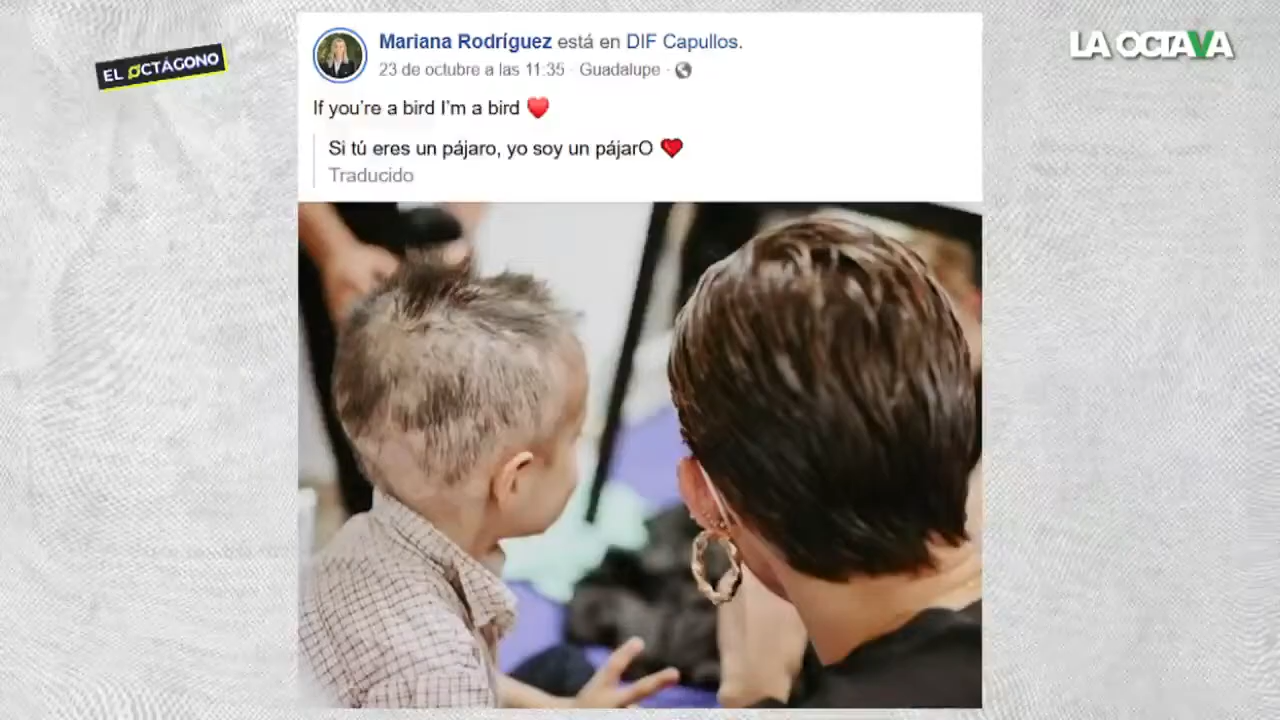 EL OCTÁGONO
LA OCTAVA
Mariana Rodríguez está en DIF Capullos.
23 de octubre a las 11:35 · Guadalupe ·
If you're a bird I'm a bird ❤️
Si tú eres un pájaro, yo soy un pájarO ❤️
Traducido